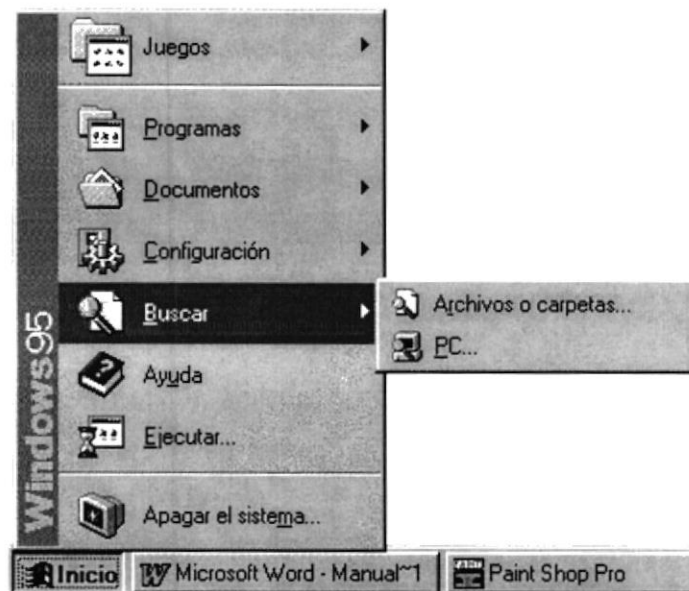 Juegos
Programas
Documentos
Configuración
Buscar
Archivos o carpetas...
PC...
Ayuda
Ejecutar...
Apagar el sistema...
Windows95
Inicio
Microsoft Word - Manual~1
Paint Shop Pro